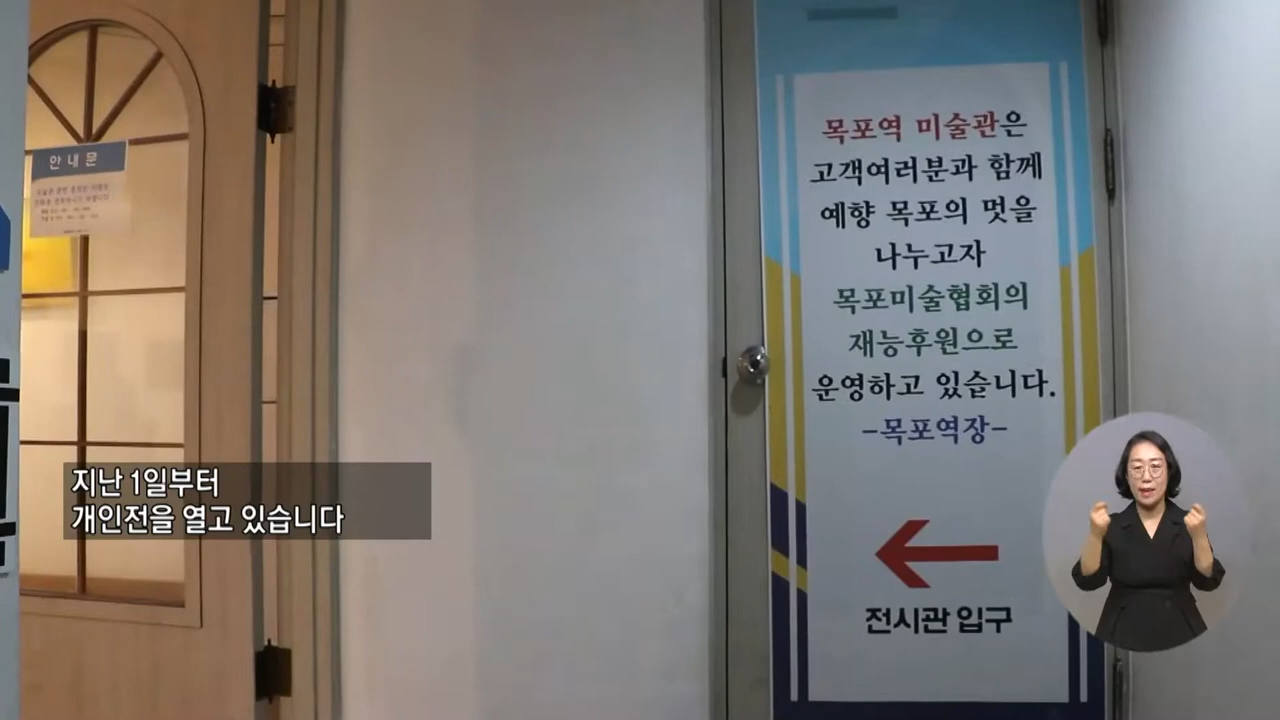 안내문
목포역 미술관은
고객여러분과 함께
예향 목포의 멋을
나누고자
목포미술협회의
재능후원으로
운영하고 있습니다.
-목포역장-
전시관 입구
지난 1일부터
개인전을 열고 있습니다